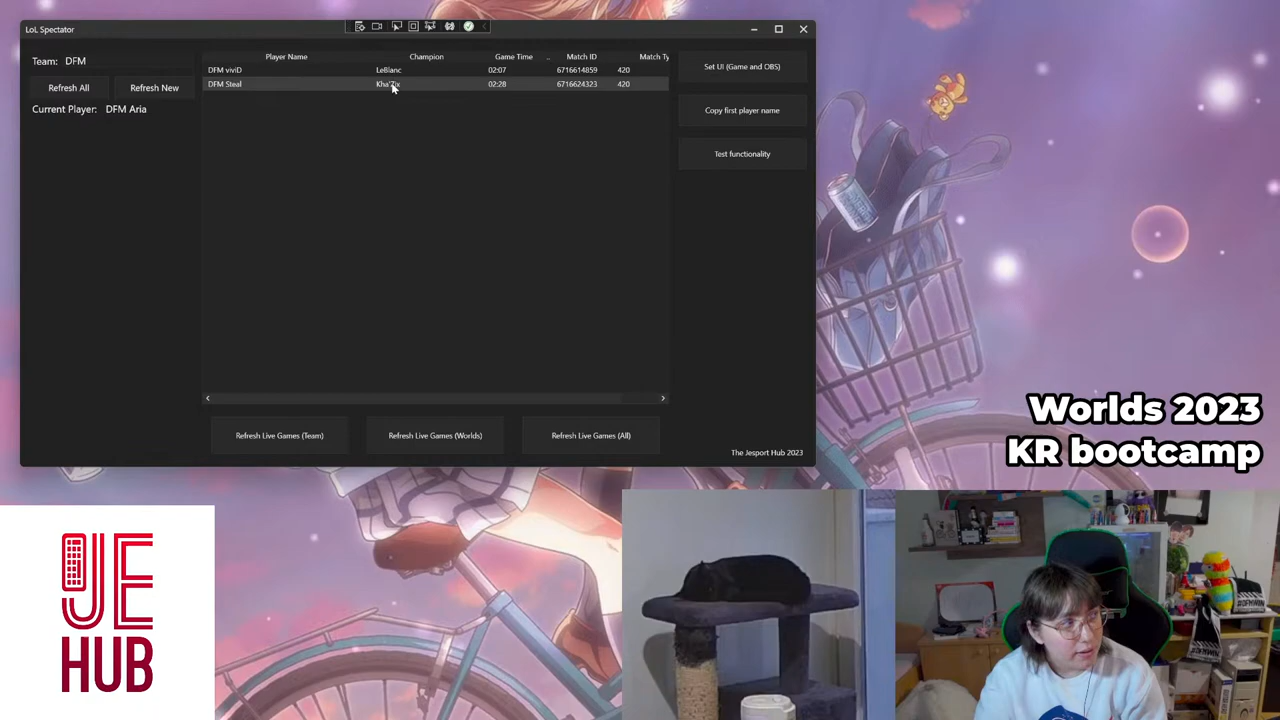 LoL Spectator
Team: DFM
Refresh All
Refresh New
Current Player: DFM Aria
Player Name Champion Game Time .. Match ID Match Ty
DFM viviD LeBlanc 02:07 6716614859 420
DFM Steal Kha'Zix 02:28 6716624323 420
Set UI (Game and OBS)
Copy first player name
Test functionality
Refresh Live Games (Team)
Refresh Live Games (Worlds)
Refresh Live Games (All)
The Jesport Hub 2023
Worlds 2023
KR bootcamp
JE
HUB